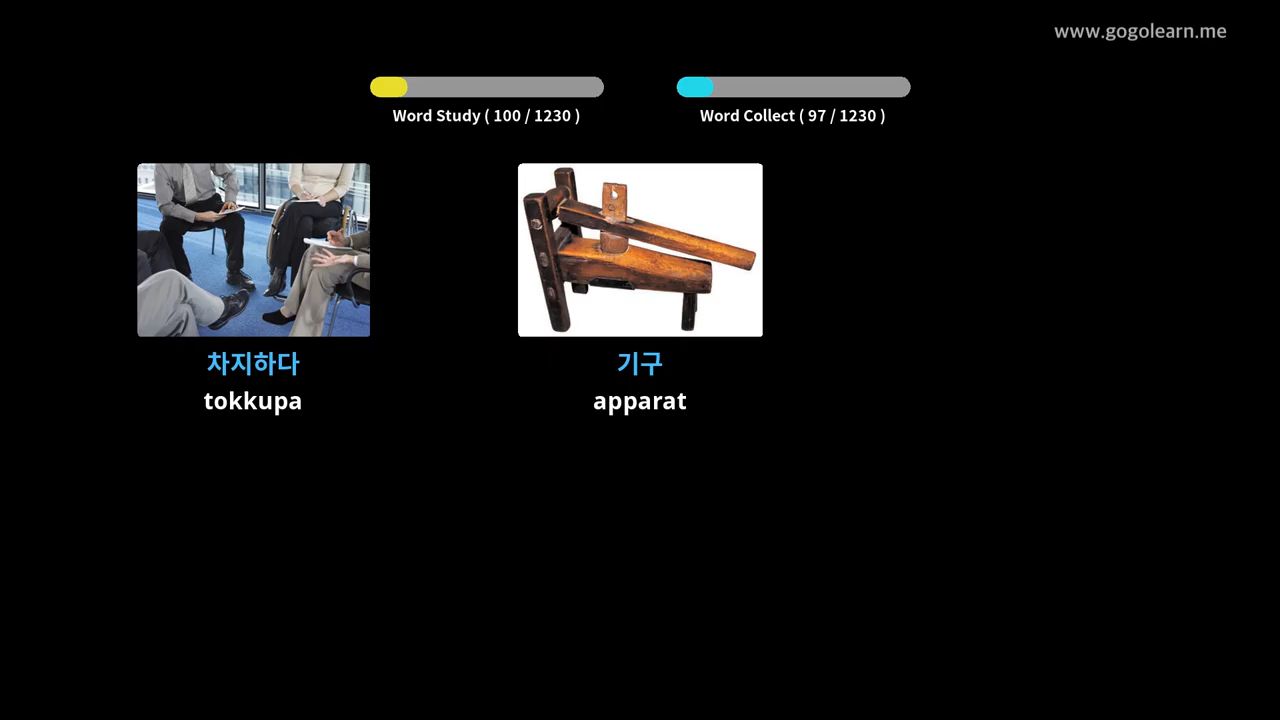 www.gogolearn.me
Word Study ( 100 / 1230 )
Word Collect ( 97 / 1230 )
차지하다
tokkupa
기구
apparat